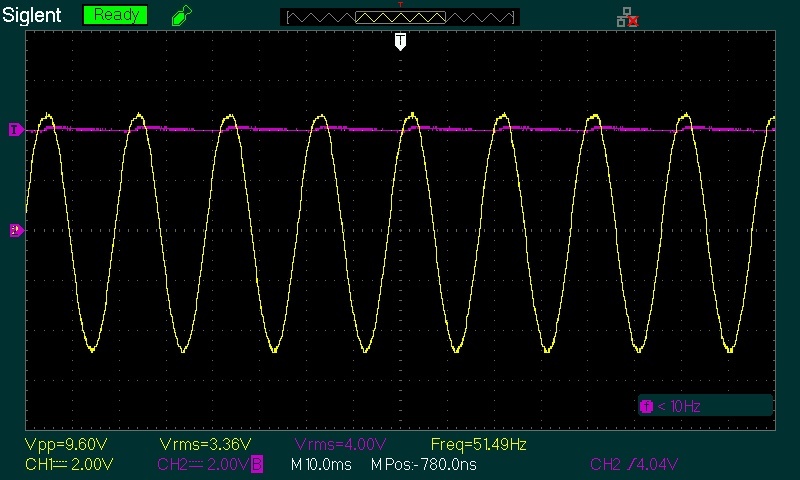 Siglent Ready
T
T
T
< 10Hz
Vpp=9.60V Vrms=3.36V Vrms=4.00V Freq=51.49Hz
CH1 2.00V CH2 2.00V B M 10.0ms M Pos:-780.0ns CH2 4.04V